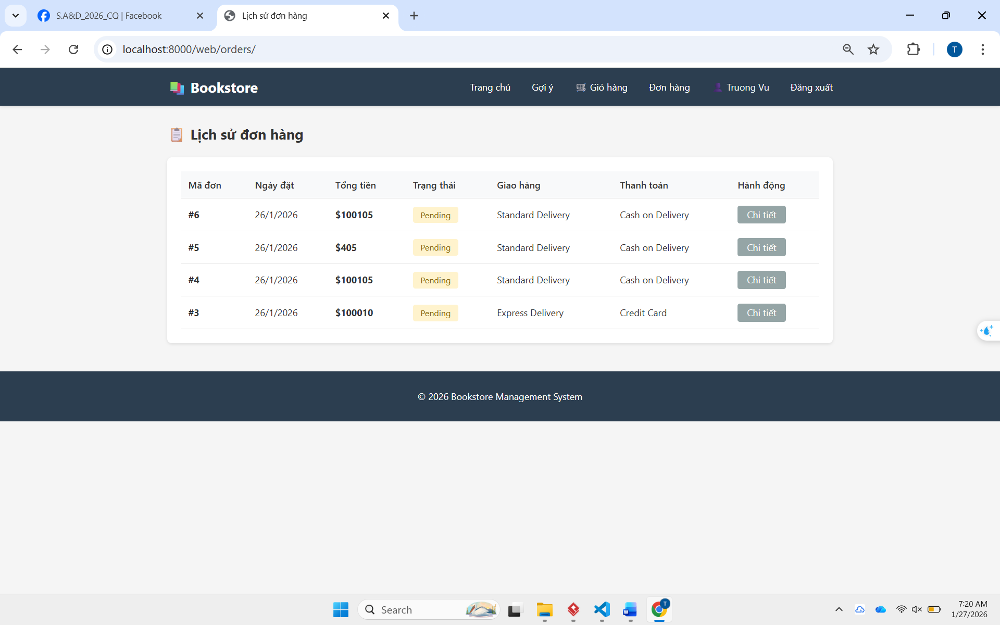 S.A&D_2026_CQ | Facebook
Lịch sử đơn hàng
localhost:8000/web/orders/
T
Bookstore
Trang chủ
Gợi ý
Giỏ hàng
Đơn hàng
Truong Vu
Đăng xuất
Lịch sử đơn hàng
Mã đơn Ngày đặt Tổng tiền Trạng thái Giao hàng Thanh toán Hành động
#6 26/1/2026 $100105 Pending Standard Delivery Cash on Delivery Chi tiết
#5 26/1/2026 $405 Pending Standard Delivery Cash on Delivery Chi tiết
#4 26/1/2026 $100105 Pending Standard Delivery Cash on Delivery Chi tiết
#3 26/1/2026 $100010 Pending Express Delivery Credit Card Chi tiết
© 2026 Bookstore Management System
Search
W
T
7:20 AM
1/27/2026